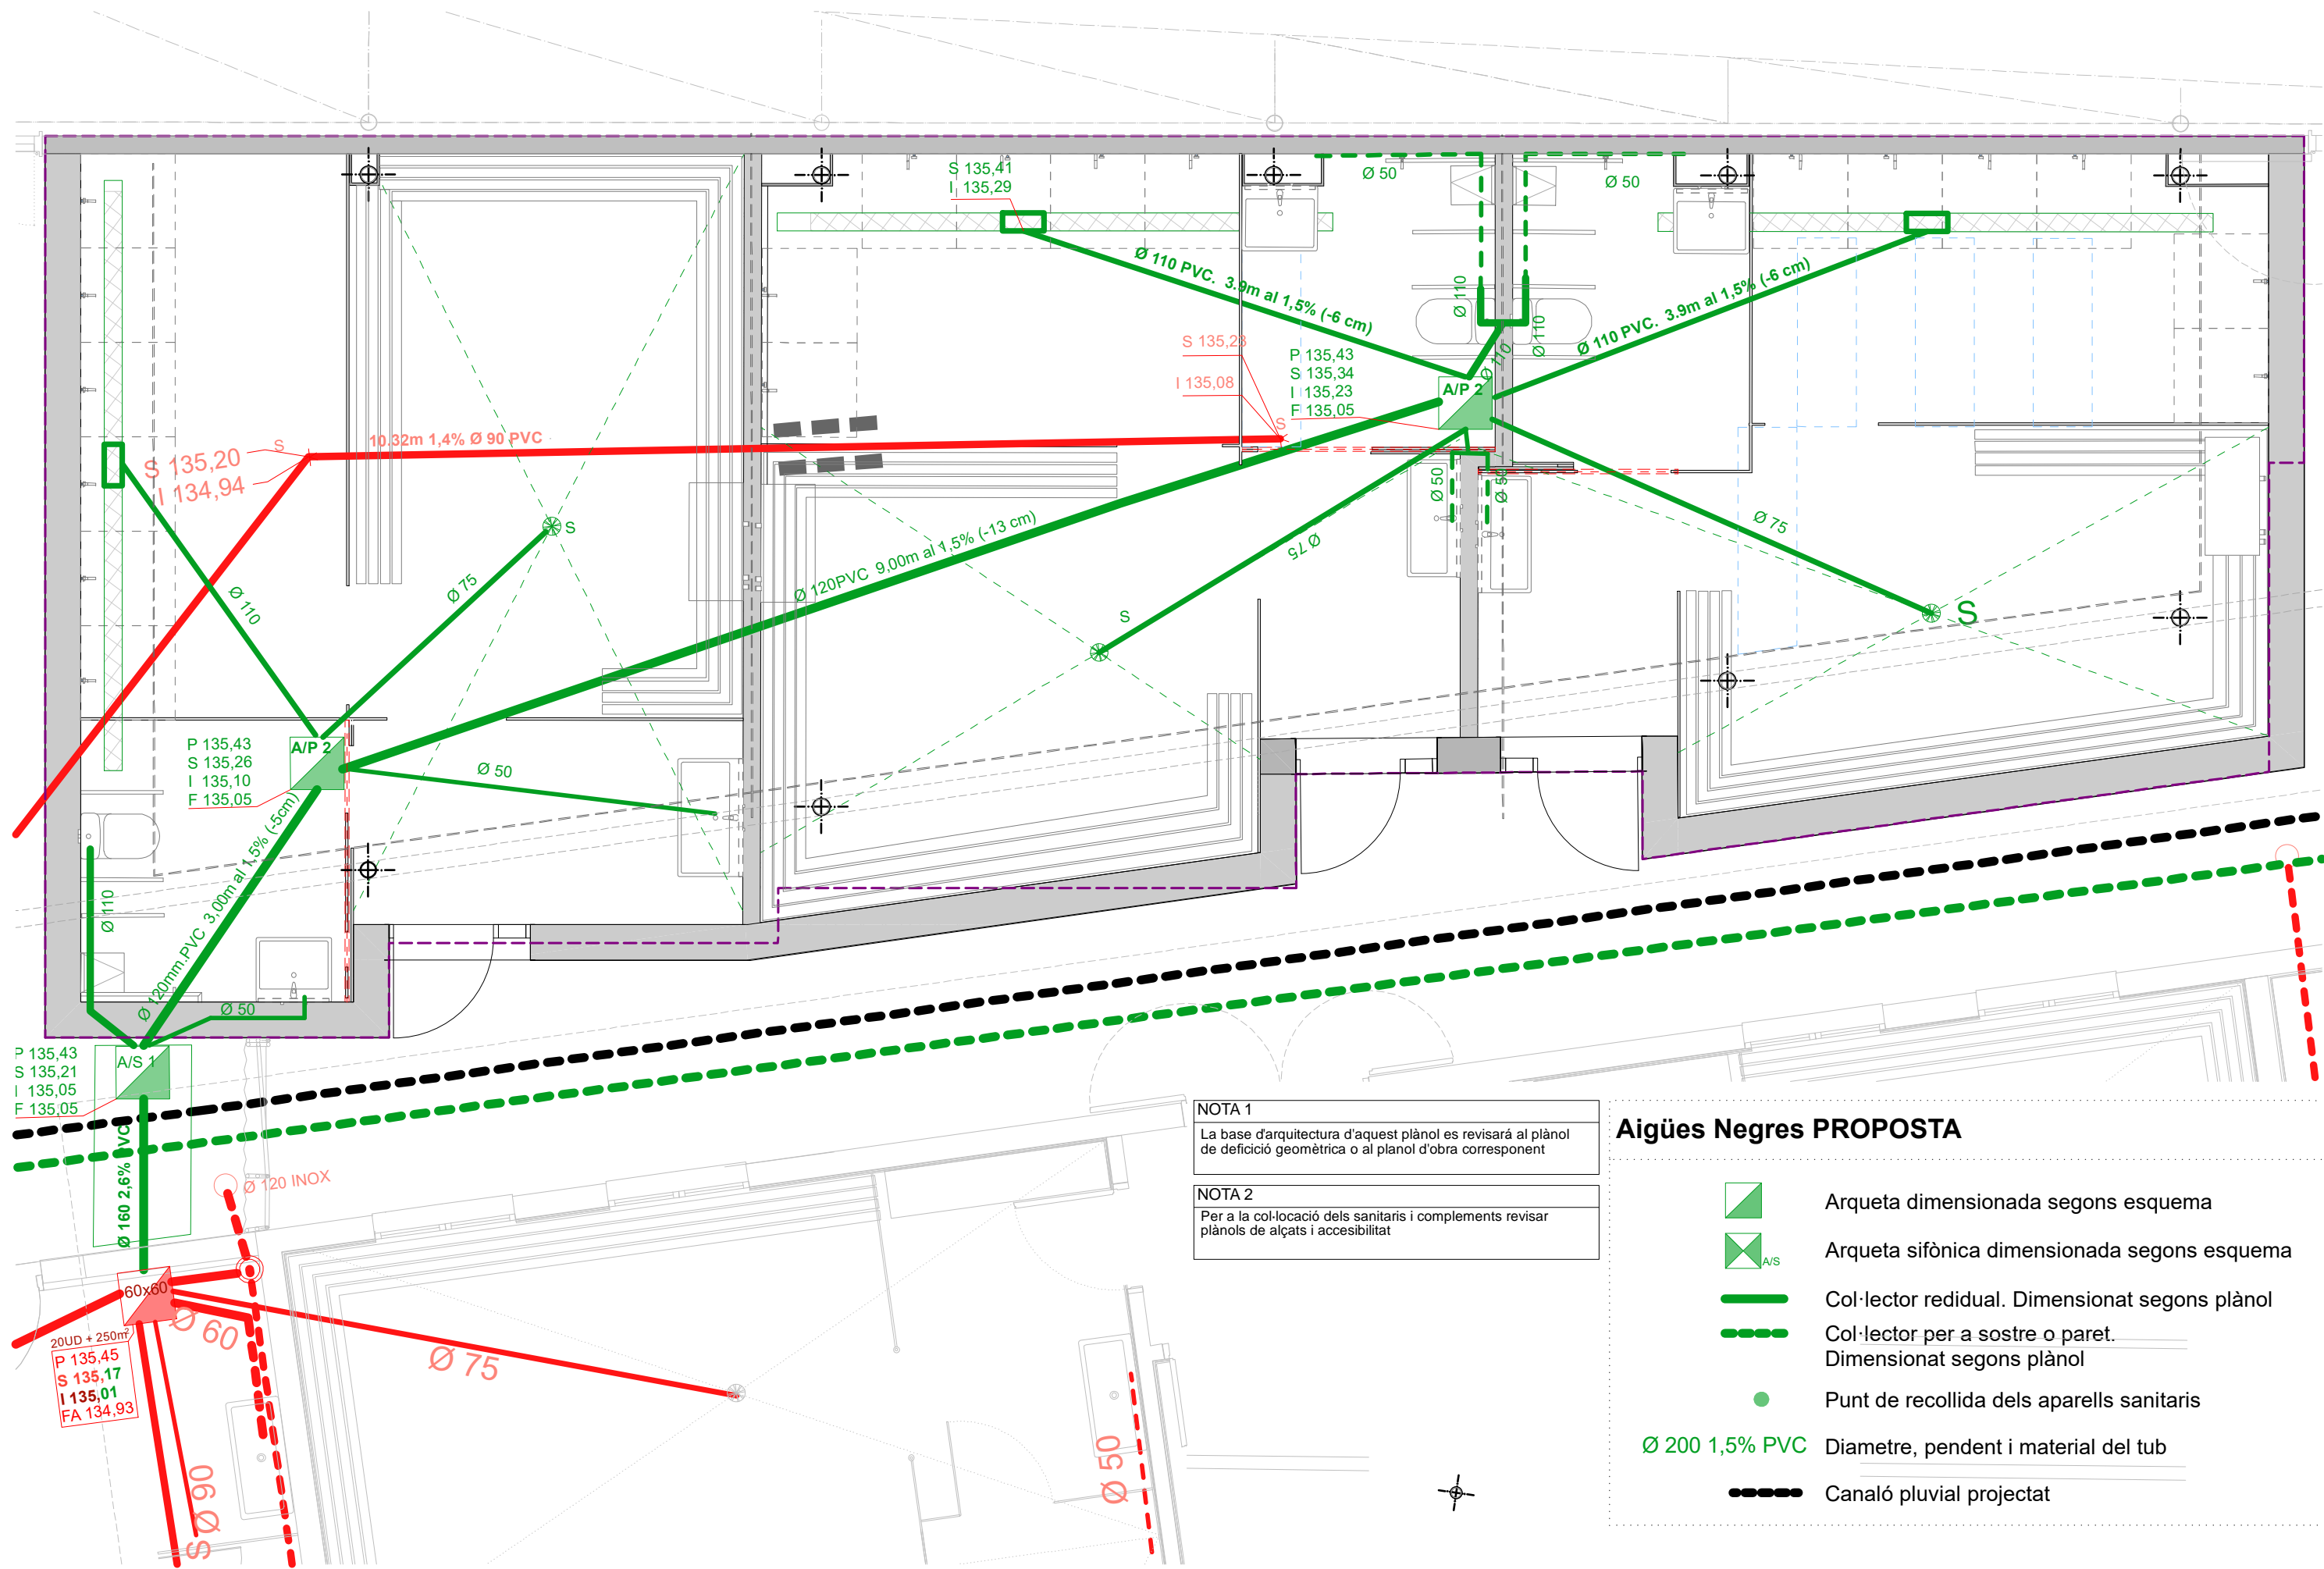 S 135,41
I 135,29
Ø 50
Ø 50
Ø 110 PVC. 3.9m al 1,5% (-6 cm)
Ø 110
Ø 110
Ø 110
Ø 110 PVC. 3.9m al 1,5% (-6 cm)
S 135,23
I 135,08
S
P 135,43
S 135,34
I 135,23
F 135,05
A/P 2
S 135,20
I 134,94
S
10.32m 1,4% Ø 90 PVC
Ø 50
Ø 50
Ø 75
Ø 75
S
S
S
Ø 120PVC 9,00m al 1,5% (-13 cm)
Ø 110
Ø 75
P 135,43
S 135,26
I 135,10
F 135,05
A/P 2
Ø 50
Ø 110
Ø 120mm.PVC 3,00m al 1,5% (-5cm)
Ø 50
P 135,43
S 135,21
I 135,05
F 135,05
A/S 1
Ø 160 2,6% PVC
Ø 120 INOX
60x60
20UD + 250m²
P 135,45
S 135,17
I 135,01
FA 134,93
Ø 60
Ø 75
S Ø 90
Ø 50
NOTA 1
La base d'arquitectura d'aquest plànol es revisará al plànol
de deficició geomètrica o al planol d'obra corresponent
NOTA 2
Per a la col·locació dels sanitaris i complements revisar
plànols de alçats i accesibilitat
Aigües Negres PROPOSTA
Arqueta dimensionada segons esquema
A/S
Arqueta sifònica dimensionada segons esquema
Col·lector redidual. Dimensionat segons plànol
Col·lector per a sostre o paret.
Dimensionat segons plànol
Punt de recollida dels aparells sanitaris
Ø 200 1,5% PVC Diametre, pendent i material del tub
Canaló pluvial projectat